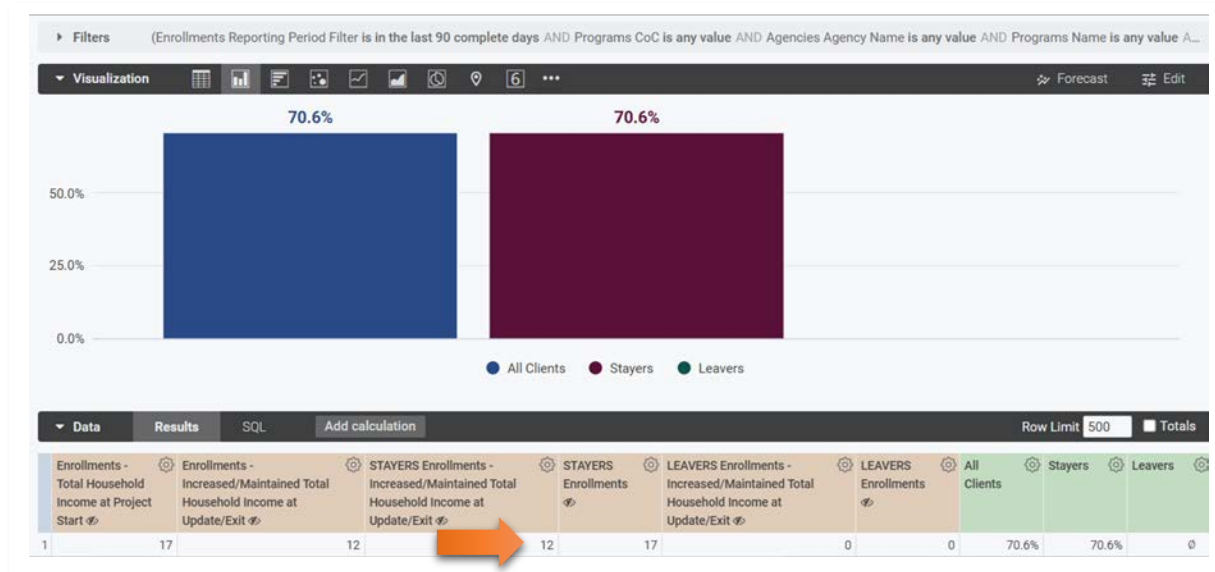 Filters (Enrollments Reporting Period Filter is in the last 90 complete days AND Programs CoC is any value AND Agencies Agency Name is any value AND Programs Name is any value A...
Visualization 6 ••• Forecast Edit
70.6% 70.6%
50.0%
25.0%
0.0%
All Clients Stayers Leavers
Data Results SQL Add calculation Row Limit 500 Totals
Enrollments - Total Household Income at Project Start
Enrollments - Increased/Maintained Total Household Income at Update/Exit
STAYERS Enrollments - Increased/Maintained Total Household Income at Update/Exit
STAYERS Enrollments
LEAVERS Enrollments - Increased/Maintained Total Household Income at Update/Exit
LEAVERS Enrollments
All Clients
Stayers
Leavers
1 17 12 12 17 0 0 70.6% 70.6% ∅